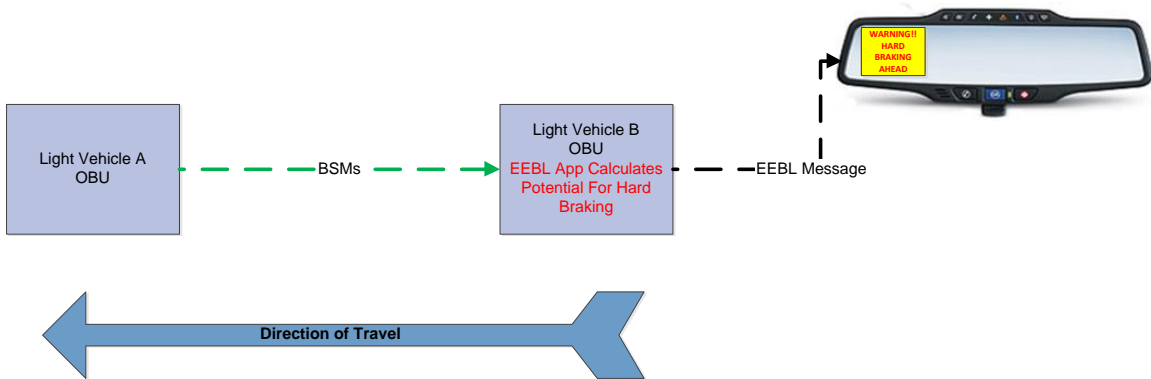 WARNING!!
HARD
BRAKING
AHEAD
Light Vehicle A
OBU
BSMs
Light Vehicle B
OBU
EEBL App Calculates
Potential For Hard
Braking
EEBL Message
Direction of Travel